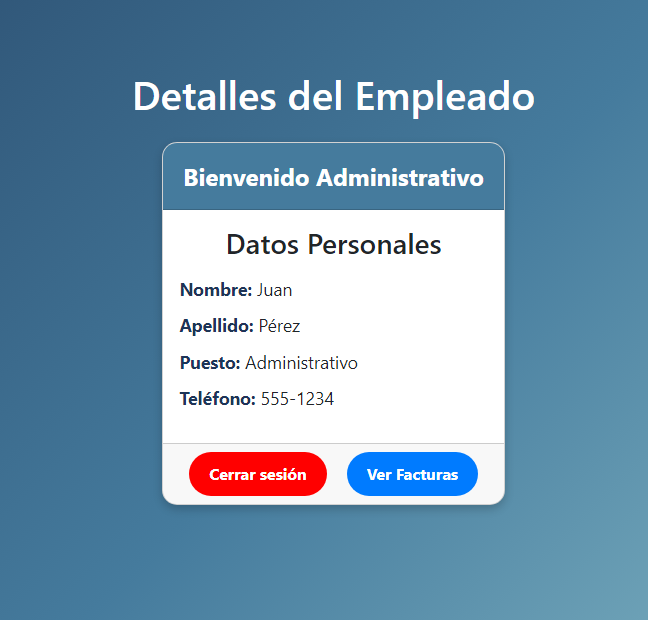 Detalles del Empleado
Bienvenido Administrativo
Datos Personales
Nombre: Juan
Apellido: Pérez
Puesto: Administrativo
Teléfono: 555-1234
Cerrar sesión Ver Facturas